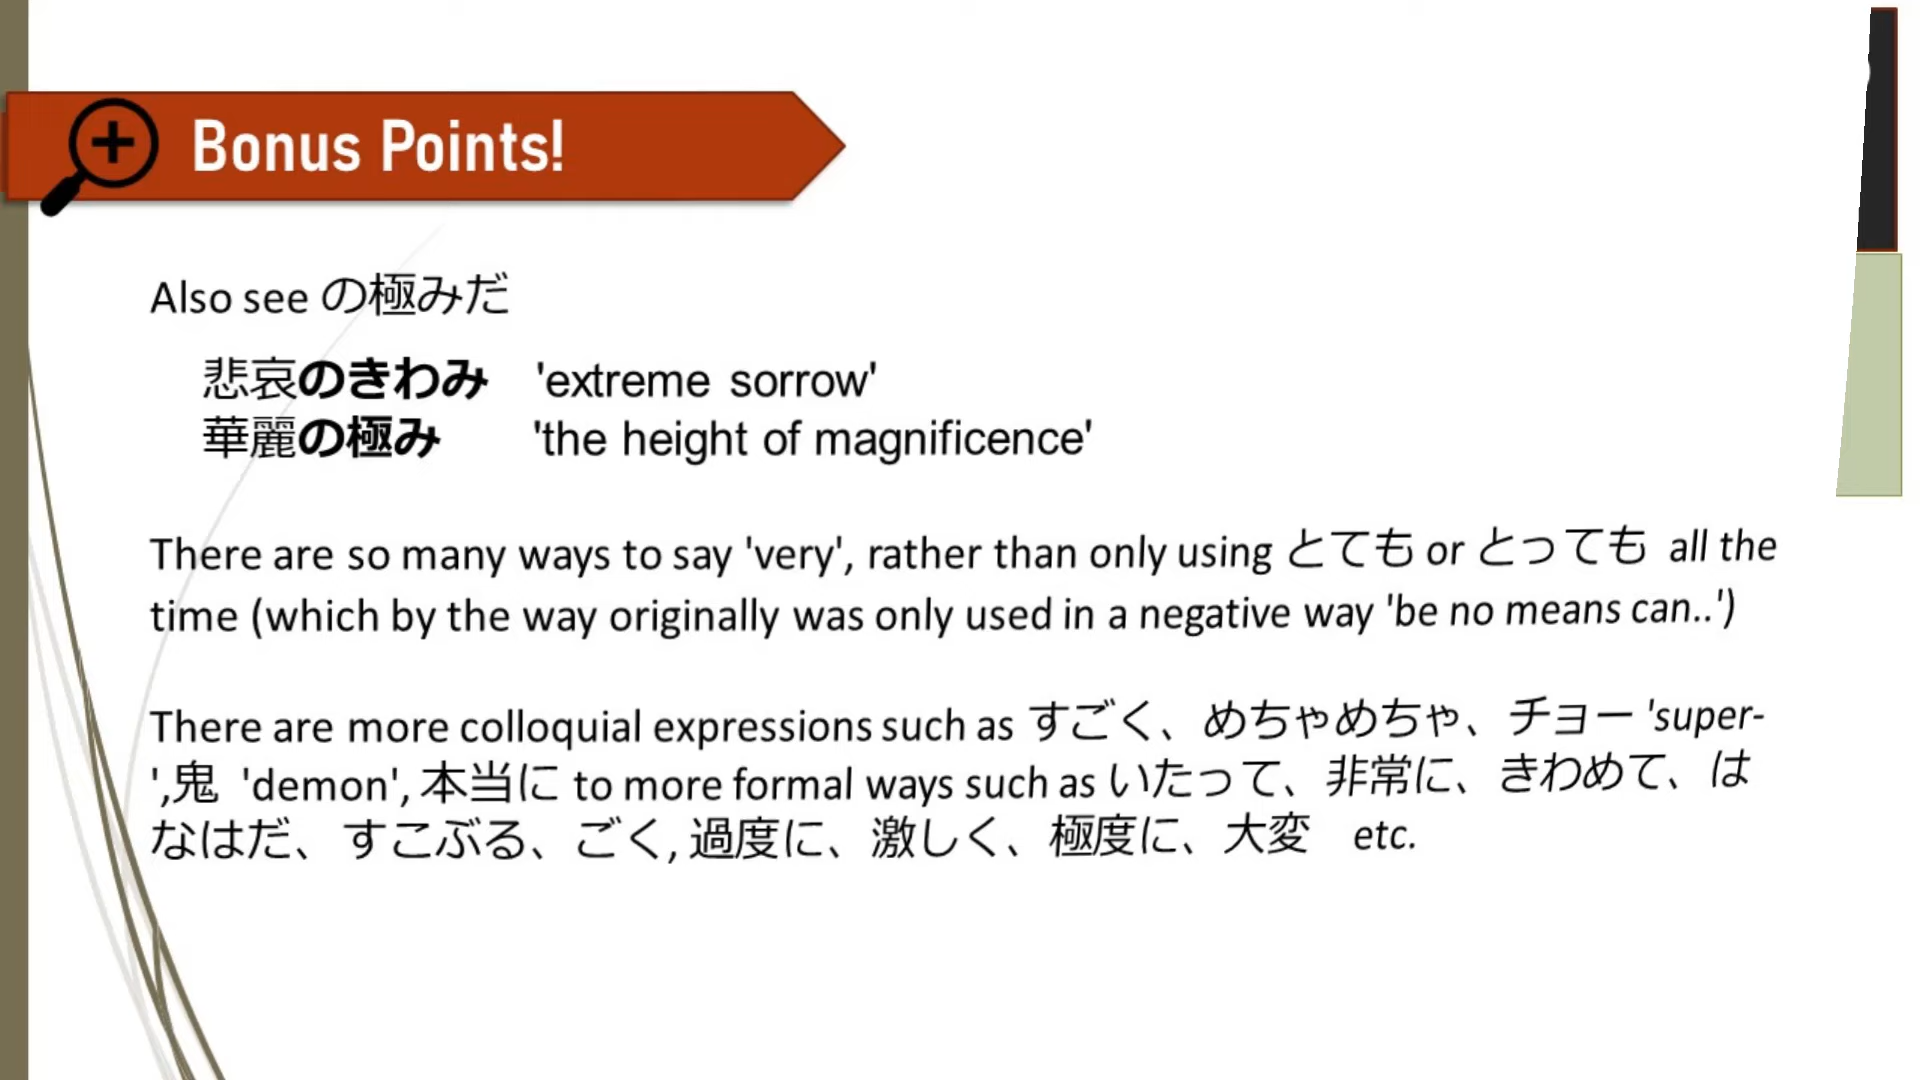 Bonus Points!
Also see の極みだ
悲哀のきわみ 'extreme sorrow'
華麗の極み 'the height of magnificence'
There are so many ways to say 'very', rather than only using とても or とっても all the
time (which by the way originally was only used in a negative way 'be no means can..')
There are more colloquial expressions such as すごく、めちゃめちゃ、チョー 'super-
',鬼 'demon', 本当に to more formal ways such as いたって、非常に、きわめて、は
なはだ、すこぶる、ごく, 過度に、激しく、極度に、大変 etc.